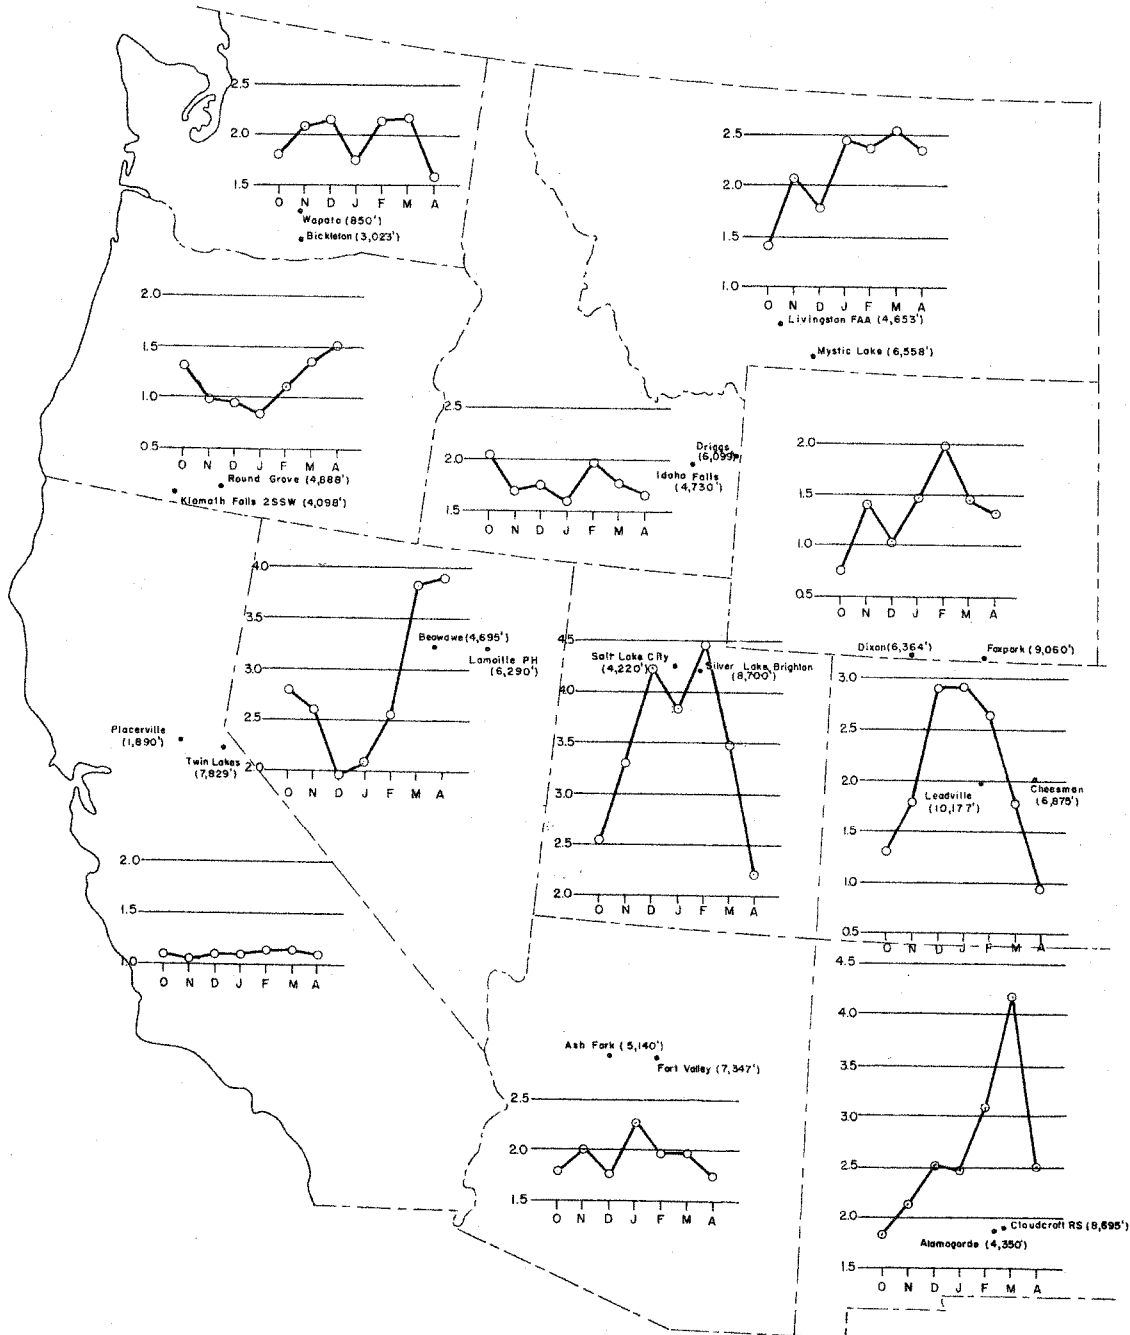 2.5
2.0
1.5
O N D J F M A
Wapato (850')
Bickleton (3,023')
2.5
2.0
1.5
1.0
O N D J F M A
Livingston FAA (4,653')
Mystic Lake (6,558')
2.0
1.5
1.0
0.5
O N D J F M A
Round Grove (4,888')
Klamath Falls 2SSW (4,098')
2.5
2.0
1.5
O N D J F M A
Driggs
(6,099')
Idaho Falls
(4,730')
2.0
1.5
1.0
0.5
O N D J F M A
Dixon (6,364')
Foxpark (9,060')
4.0
3.5
3.0
2.5
2.0
O N D J F M A
Beowawe (4,695')
Lamoille PH
(6,290')
Placerville
(1,890')
Twin Lakes
(7,829')
2.0
1.5
1.0
O N D J F M A
4.5
4.0
3.5
3.0
2.5
2.0
O N D J F M A
Salt Lake City
(4,220')
Silver Lake Brighton
(8,700')
3.0
2.5
2.0
1.5
1.0
0.5
O N D J F M A
Leadville
(10,177')
Cheesman
(6,875')
Ash Fork (5,140')
Fort Valley (7,347')
2.5
2.0
1.5
O N D J F M A
4.5
4.0
3.5
3.0
2.5
2.0
1.5
O N D J F M A
Cloudcroft RS (8,695')
Alamogordo (4,350')